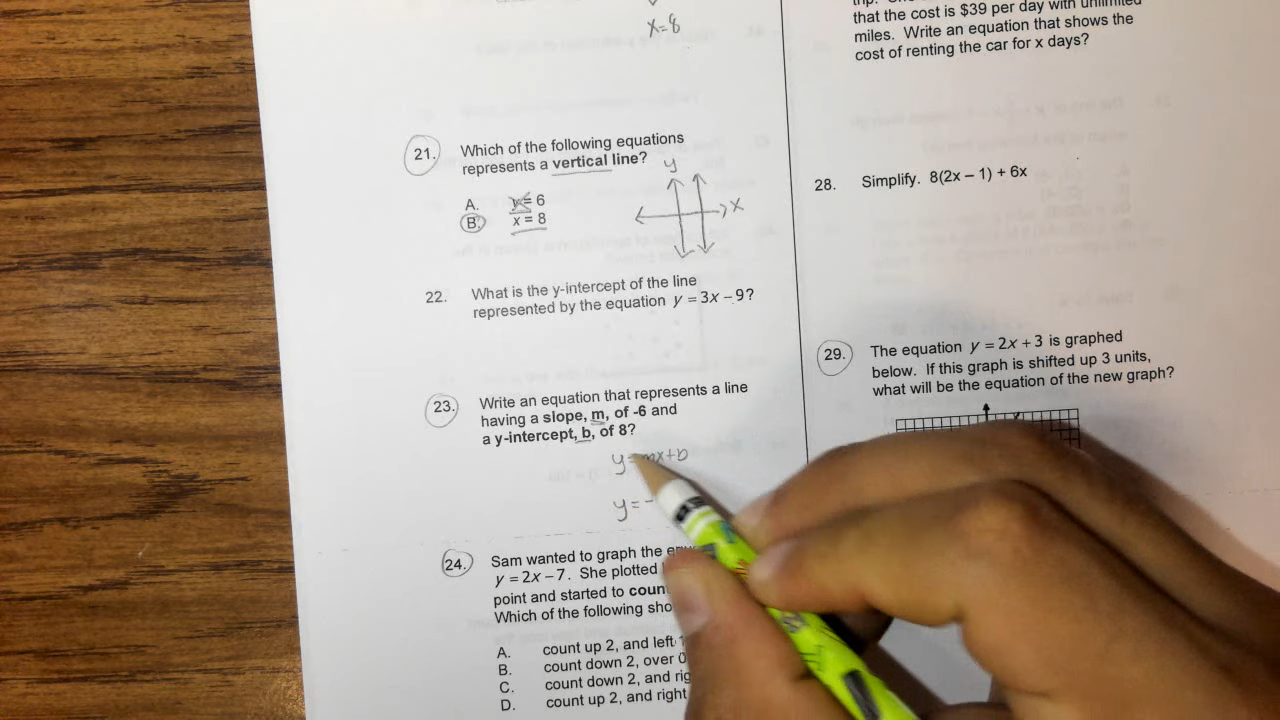 x=8
21. Which of the following equations
represents a vertical line?
A. y = 6
B. x = 8
y
x
22. What is the y-intercept of the line
represented by the equation y = 3x – 9?
23. Write an equation that represents a line
having a slope, m, of -6 and
a y-intercept, b, of 8?
y=mx+b
y=-
24. Sam wanted to graph the
y = 2x – 7. She plotted
point and started to
Which of the following
A. count up 2, and left
B. count down 2, over
C. count down 2, and
D. count up 2, and right
that the cost is $39 per day with unlimited
miles. Write an equation that shows the
cost of renting the car for x days?
28. Simplify. 8(2x – 1) + 6x
29. The equation y = 2x + 3 is graphed
below. If this graph is shifted up 3 units,
what will be the equation of the new graph?